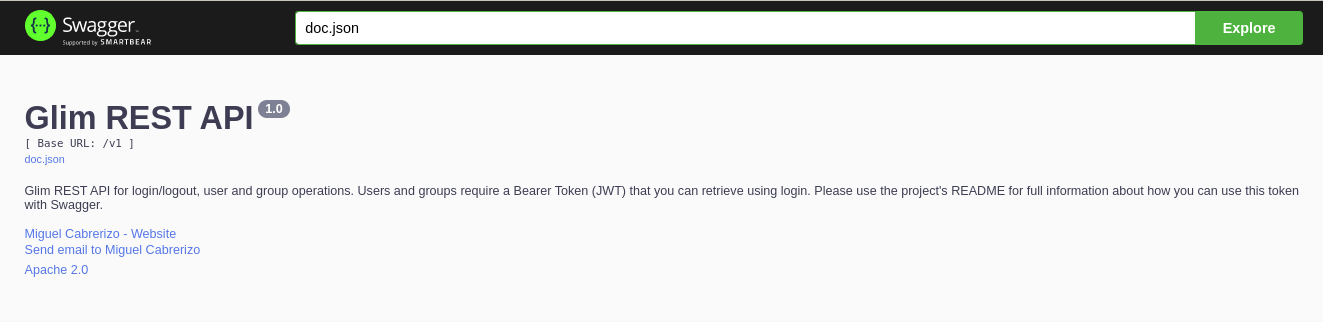 Swagger
Supported by SMARTBEAR
doc.json
Explore
Glim REST API 1.0
[ Base URL: /v1 ]
doc.json
Glim REST API for login/logout, user and group operations. Users and groups require a Bearer Token (JWT) that you can retrieve using login. Please use the project's README for full information about how you can use this token
with Swagger.
Miguel Cabrerizo - Website
Send email to Miguel Cabrerizo
Apache 2.0